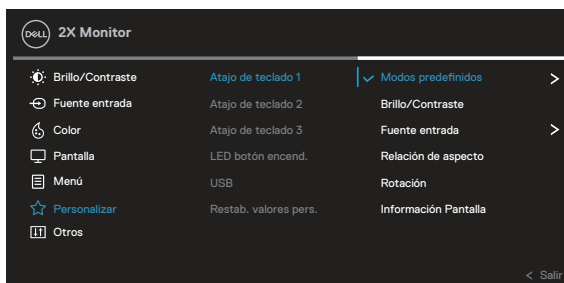 DELL 2X Monitor
Brillo/Contraste Atajo de teclado 1 Modos predefinidos >
Fuente entrada Atajo de teclado 2 Brillo/Contraste
Color Atajo de teclado 3 Fuente entrada >
Pantalla LED botón encend. Relación de aspecto
Menú USB Rotación
Personalizar Restab. valores pers. Información Pantalla
Otros
< Salir